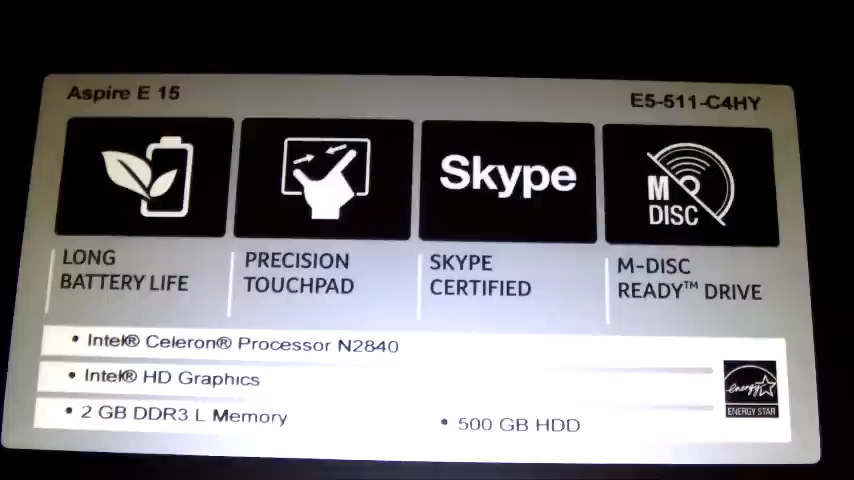 Aspire E 15
E5-511-C4HY
Skype
M DISC
LONG
BATTERY LIFE
PRECISION
TOUCHPAD
SKYPE
CERTIFIED
M-DISC
READY™ DRIVE
• Intel® Celeron® Processor N2840
• Intel® HD Graphics
• 2 GB DDR3 L Memory
• 500 GB HDD
energy
ENERGY STAR